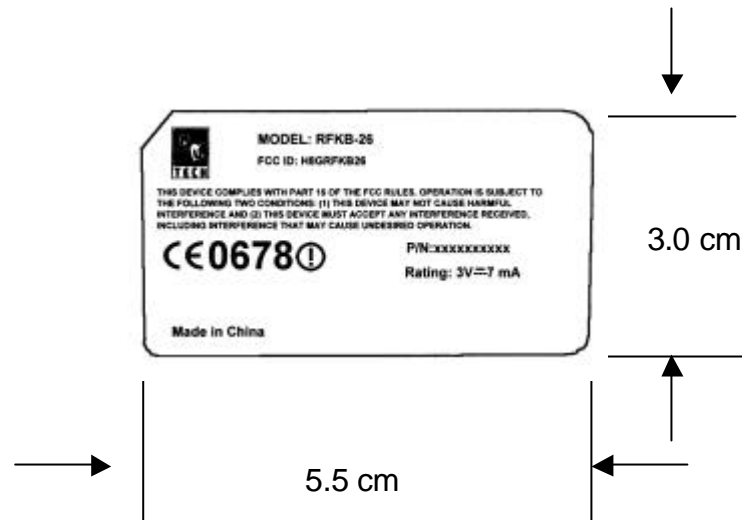 MODEL: RFKB-26
FCC ID: H8GRFKB26
TECH
THIS DEVICE COMPLIES WITH PART 15 OF THE FCC RULES. OPERATION IS SUBJECT TO
THE FOLLOWING TWO CONDITIONS: (1) THIS DEVICE MAY NOT CAUSE HARMFUL
INTERFERENCE AND (2) THIS DEVICE MUST ACCEPT ANY INTERFERENCE RECEIVED,
INCLUDING INTERFERENCE THAT MAY CAUSE UNDESIRED OPERATION.
CE0678
P/N:xxxxxxxxxx
Rating: 3V⎓7 mA
Made in China
3.0 cm
5.5 cm